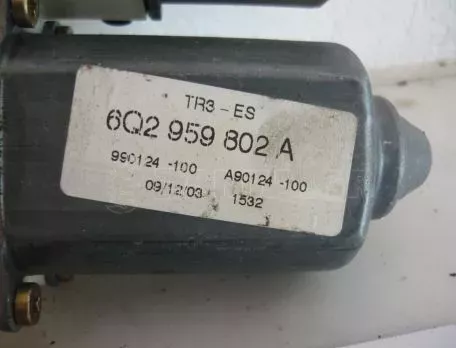 TR3-ES
6Q2 959 802 A
990124 -100 A90124 -100
09/12/03 1532